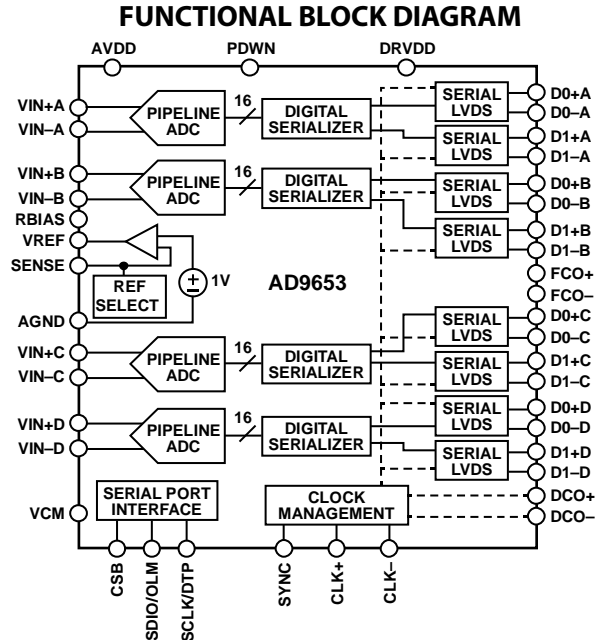 FUNCTIONAL BLOCK DIAGRAM
AVDD
PDWN
DRVDD
VIN+A
VIN–A
PIPELINE
ADC
16
DIGITAL
SERIALIZER
SERIAL
LVDS
D0+A
D0–A
SERIAL
LVDS
D1+A
D1–A
VIN+B
VIN–B
PIPELINE
ADC
16
DIGITAL
SERIALIZER
SERIAL
LVDS
D0+B
D0–B
SERIAL
LVDS
D1+B
D1–B
RBIAS
VREF
SENSE
REF
SELECT
1V
AGND
AD9653
FCO+
FCO–
VIN+C
VIN–C
PIPELINE
ADC
16
DIGITAL
SERIALIZER
SERIAL
LVDS
D0+C
D0–C
SERIAL
LVDS
D1+C
D1–C
VIN+D
VIN–D
PIPELINE
ADC
16
DIGITAL
SERIALIZER
SERIAL
LVDS
D0+D
D0–D
SERIAL
LVDS
D1+D
D1–D
VCM
SERIAL PORT
INTERFACE
CLOCK
MANAGEMENT
DCO+
DCO–
CSB
SDIO/OLM
SCLK/DTP
SYNC
CLK+
CLK–